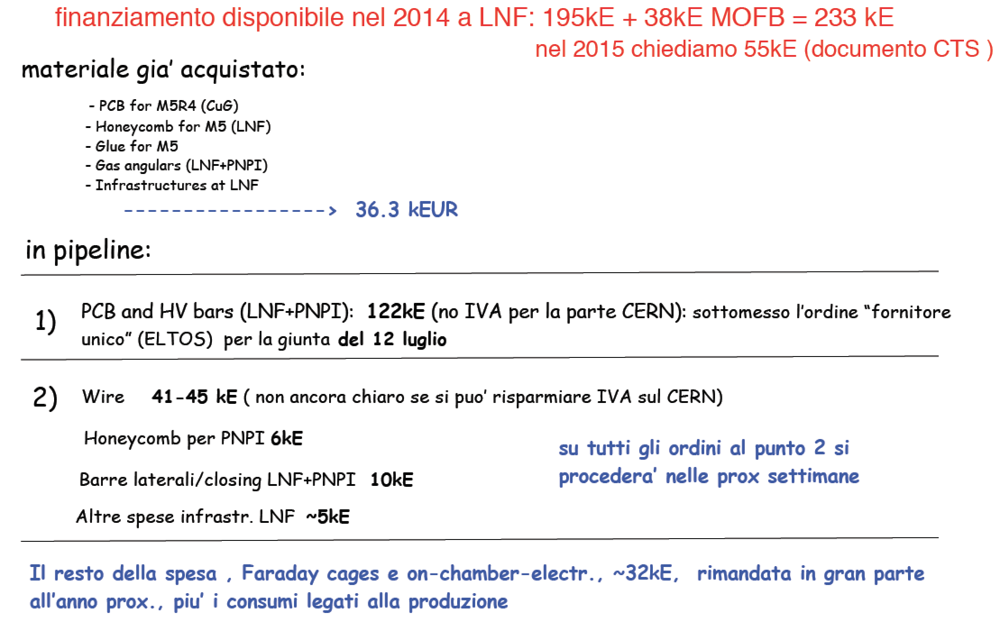 finanziamento disponibile nel 2014 a LNF: 195kE + 38kE MOFB = 233 kE
nel 2015 chiediamo 55kE (documento CTS )
materiale gia' acquistato:
- PCB for M5R4 (CuG)
- Honeycomb for M5 (LNF)
- Glue for M5
- Gas angulars (LNF+PNPI)
- Infrastructures at LNF
-----------------> 36.3 kEUR
in pipeline:
1) PCB and HV bars (LNF+PNPI): 122kE (no IVA per la parte CERN): sottomesso l'ordine "fornitore
unico" (ELTOS) per la giunta del 12 luglio
2) Wire 41-45 kE ( non ancora chiaro se si puo' risparmiare IVA sul CERN)
Honeycomb per PNPI 6kE
Barre laterali/closing LNF+PNPI 10kE
Altre spese infrastr. LNF ~5kE
su tutti gli ordini al punto 2 si
procedera' nelle prox settimane
Il resto della spesa , Faraday cages e on-chamber-electr., ~32kE, rimandata in gran parte
all'anno prox., piu' i consumi legati alla produzione